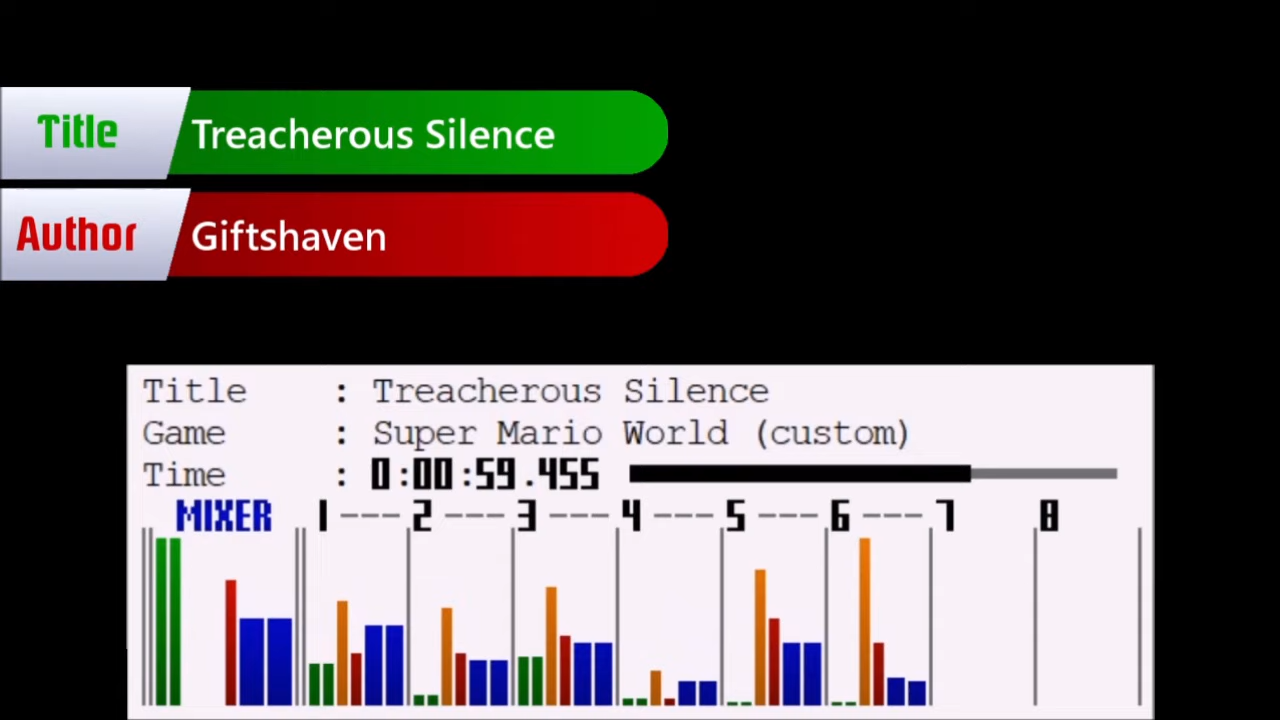 Title Treacherous Silence
Author Giftshaven
Title : Treacherous Silence
Game : Super Mario World (custom)
Time : 0:00:59.455
MIXER 1 --- 2 --- 3 --- 4 --- 5 --- 6 --- 7 8